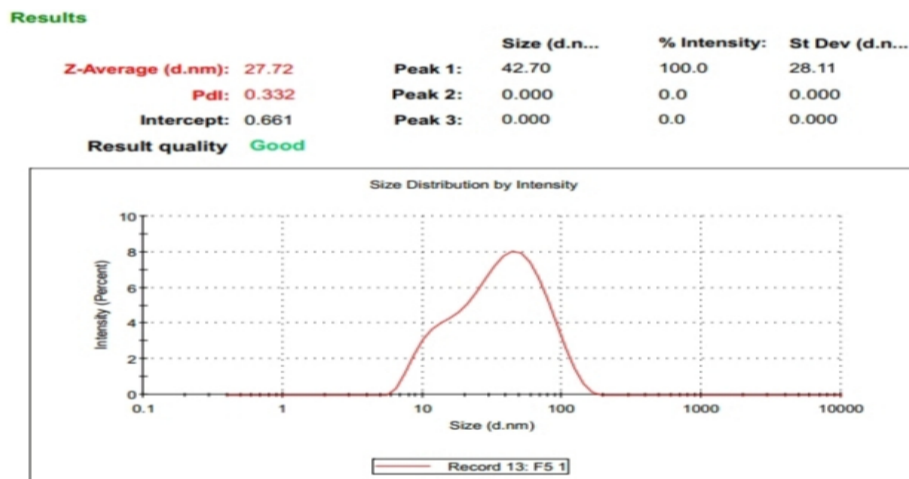 Results
Size (d.n... % Intensity: St Dev (d.n...
Z-Average (d.nm): 27.72 Peak 1: 42.70 100.0 28.11
PdI: 0.332 Peak 2: 0.000 0.0 0.000
Intercept: 0.661 Peak 3: 0.000 0.0 0.000
Result quality Good
Size Distribution by Intensity
Intensity (Percent)
10
8
6
4
2
0
0.1 1 10 100 1000 10000
Size (d.nm)
Record 13: F5 1